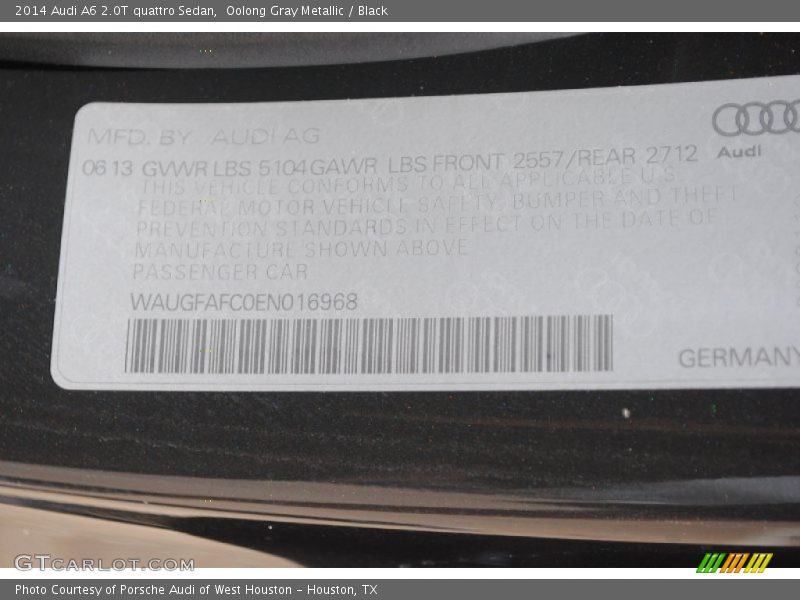 2014 Audi A6 2.0T quattro Sedan,  Oolong Gray Metallic / Black
MFD. BY  AUDI AG
Audi
06 13 GVWR LBS 5104 GAWR LBS FRONT 2557/REAR 2712
THIS VEHICLE CONFORMS TO ALL APPLICABLE U.S.
FEDERAL MOTOR VEHICLE SAFETY, BUMPER AND THEFT
PREVENTION STANDARDS IN EFFECT ON THE DATE OF
MANUFACTURE SHOWN ABOVE
PASSENGER CAR
WAUGFAFC0EN016968
GERMANY
GTCARLOT.COM
Photo Courtesy of Porsche Audi of West Houston – Houston, TX